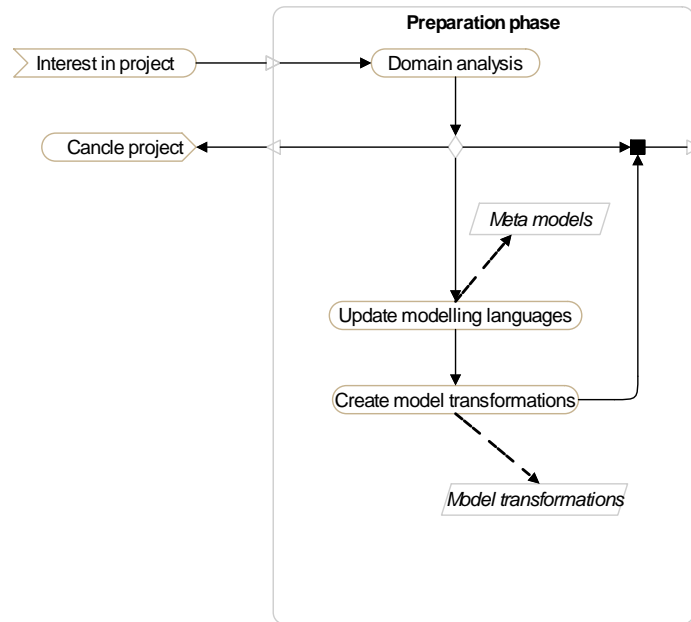 Preparation phase
Interest in project
Domain analysis
Cancle project
Meta models
Update modelling languages
Create model transformations
Model transformations